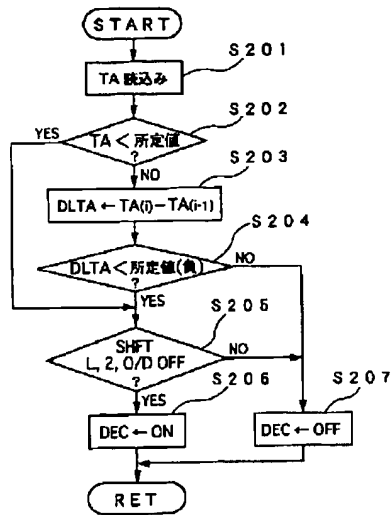 START
S201
TA 読込み
S202
YES
TA < 所定値
?
NO
S203
DLTA ← TA(i) − TA(i-1)
S204
DLTA < 所定値(負)
?
NO
YES
S205
SHFT
L, 2, O/D OFF
?
NO
YES
S206
DEC ← ON
S207
DEC ← OFF
RET